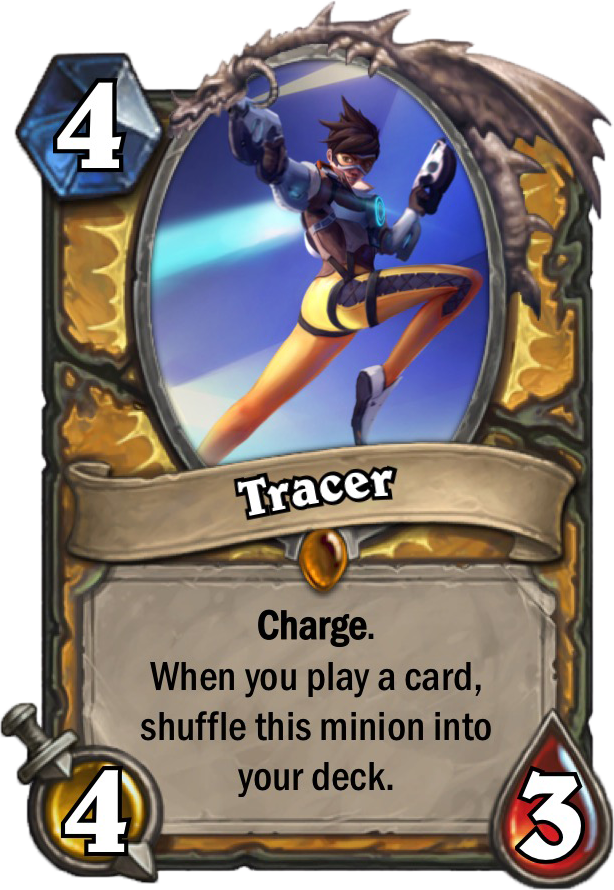 4
Tracer
Charge.
When you play a card,
shuffle this minion into
your deck.
4
3